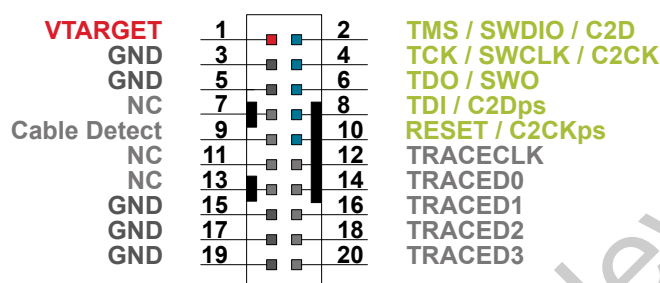 VTARGET 1 2 TMS / SWDIO / C2D
GND 3 4 TCK / SWCLK / C2CK
GND 5 6 TDO / SWO
NC 7 8 TDI / C2Dps
Cable Detect 9 10 RESET / C2CKps
NC 11 12 TRACECLK
NC 13 14 TRACED0
GND 15 16 TRACED1
GND 17 18 TRACED2
GND 19 20 TRACED3